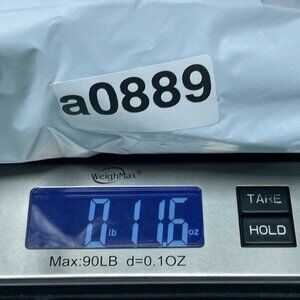 a0889
WeighMax®
TARE
0 lb 11.6 oz
HOLD
Max:90LB d=0.1OZ